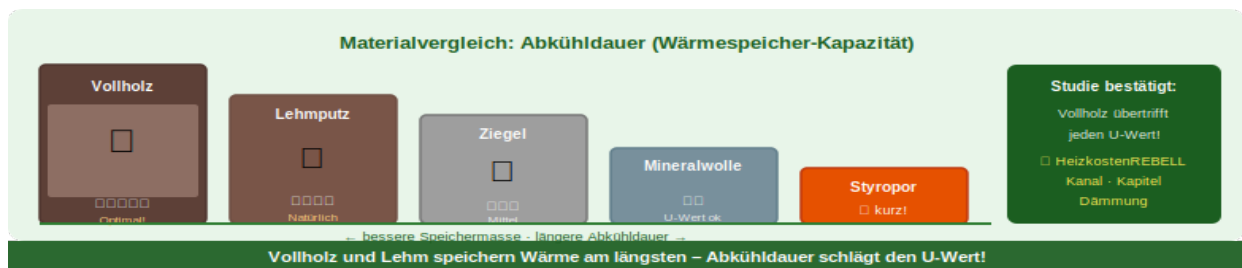 Materialvergleich: Abkühldauer (Wärmespeicher-Kapazität)
Vollholz
Optimal!
Lehmputz
Natürlich
Ziegel
Mittel
Mineralwolle
U-Wert ok
Styropor
kurz!
Studie bestätigt:
Vollholz übertrifft
jeden U-Wert!
HeizkostenREBELL
Kanal · Kapitel
Dämmung
← bessere Speichermasse · längere Abkühldauer →
Vollholz und Lehm speichern Wärme am längsten – Abkühldauer schlägt den U-Wert!